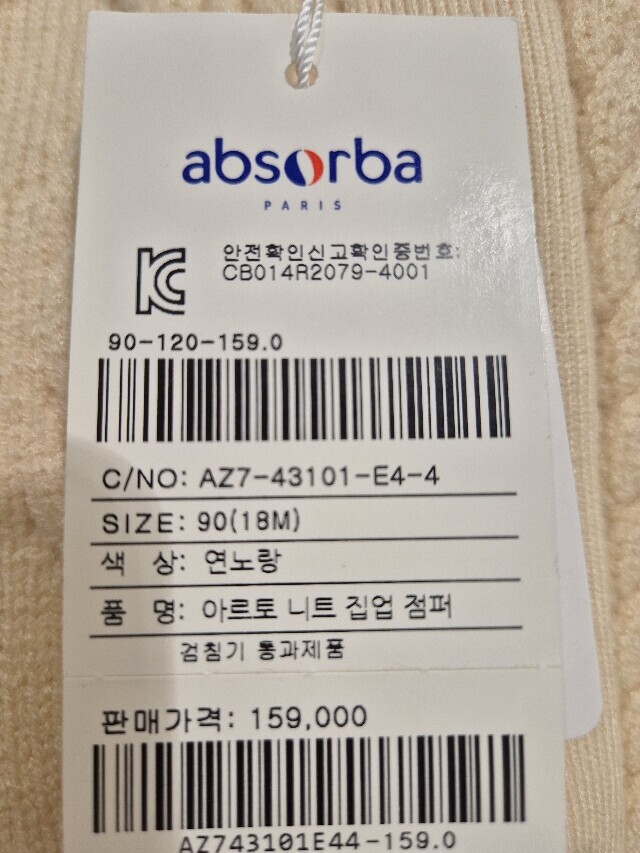 absorba
PARIS
안전확인신고확인증번호:
CB014R2079-4001
90-120-159.0
C/NO: AZ7-43101-E4-4
SIZE: 90(18M)
색 상: 연노랑
품 명: 아르토 니트 집업 점퍼
검침기 통과제품
판매가격: 159,000
AZ743101E44-159.0